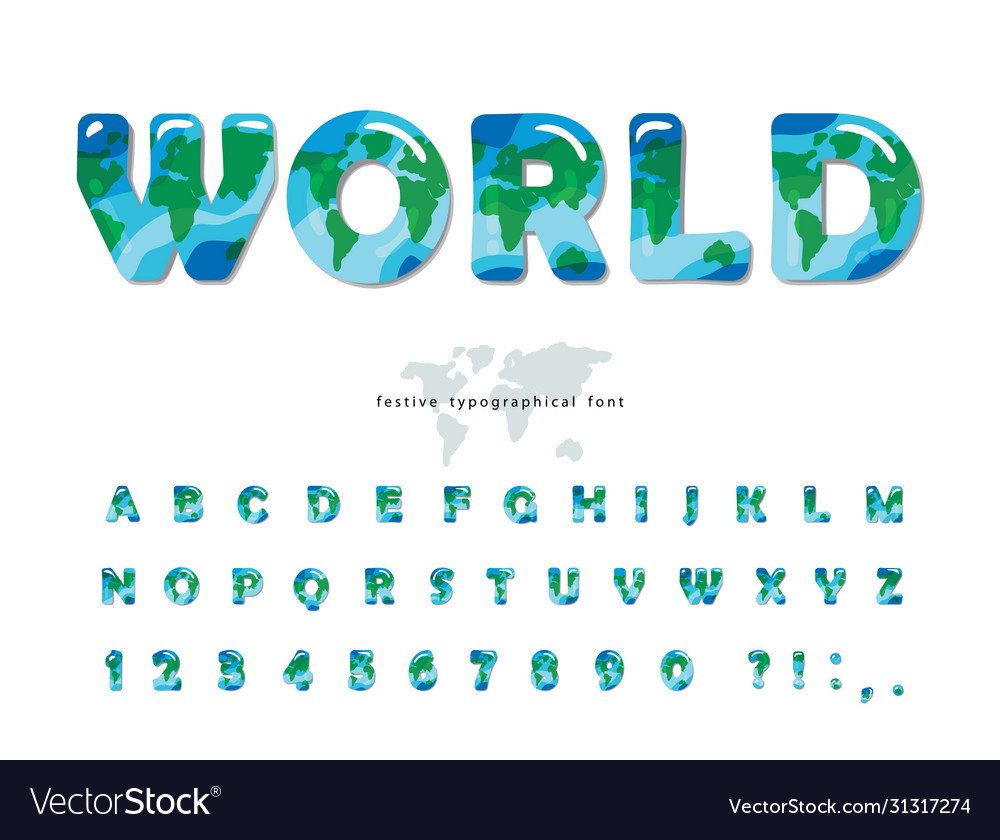 WORLD
festive typographical font
A B C D E F G H I J K L M
N O P Q R S T U V W X Y Z
1 2 3 4 5 6 7 8 9 0 ? ! : , .
VectorStock® VectorStock.com/31317274